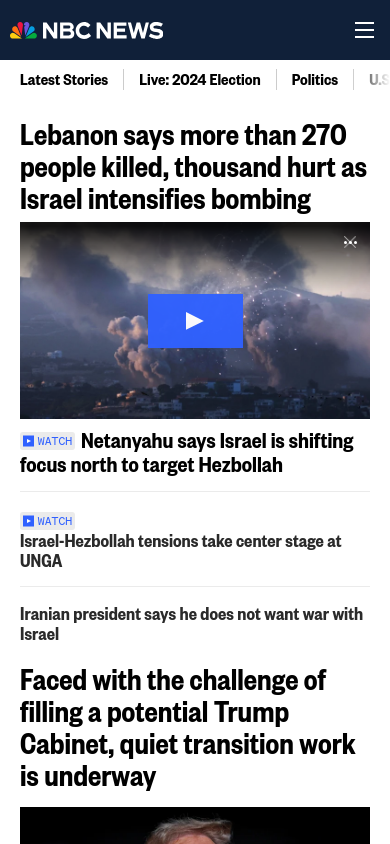 NBC NEWS
Latest Stories
Live: 2024 Election
Politics
Lebanon says more than 270
people killed, thousand hurt as
Israel intensifies bombing
WATCH Netanyahu says Israel is shifting
focus north to target Hezbollah
WATCH
Israel-Hezbollah tensions take center stage at
UNGA
Iranian president says he does not want war with
Israel
Faced with the challenge of
filling a potential Trump
Cabinet, quiet transition work
is underway